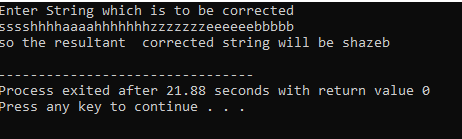 Enter String which is to be corrected
sssshhhhaaaahhhhhhhzzzzzzzeeeeeebbbbb
so the resultant  corrected string will be shazeb
--------------------------------
Process exited after 21.88 seconds with return value 0
Press any key to continue . . .